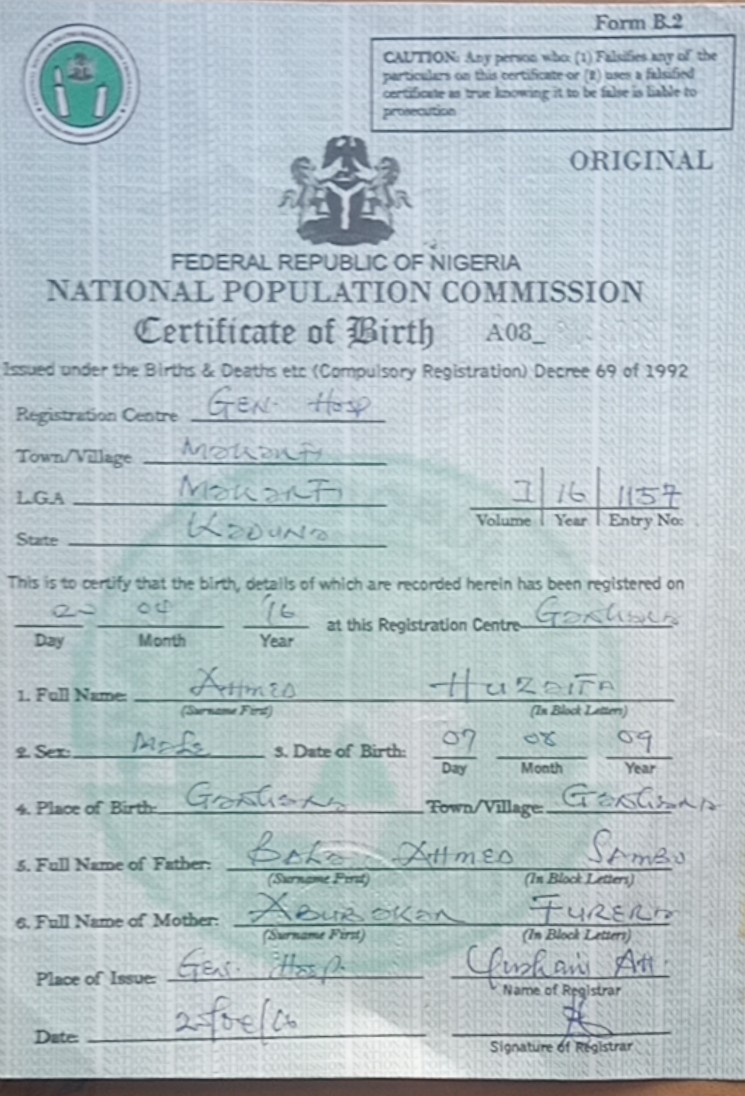 Form B.2
CAUTION: Any person who: (1) Falsifies any of the
particulars on this certificate or (2) uses a falsified
certificate as true knowing it to be false is liable to
prosecution
ORIGINAL
FEDERAL REPUBLIC OF NIGERIA
NATIONAL POPULATION COMMISSION
Certificate of Birth A08_
Issued under the Births & Deaths etc (Compulsory Registration) Decree 69 of 1992
Registration Centre GEN. Hosp
Town/Village
L.G.A
I 16 1157
Volume Year Entry No:
State Kaduna
This is to certify that the birth, details of which are recorded herein has been registered on
16 at this Registration Centre
Day Month Year
1. Full Name: AHMED
(Surname First) (In Block Letters)
2. Sex: Male 3. Date of Birth: 07 08 09
Day Month Year
4. Place of Birth: Town/Village:
5. Full Name of Father: AHMED SAMBO
(Surname First) (In Block Letters)
6. Full Name of Mother:
(Surname First) (In Block Letters)
Place of Issue: Gen. Hosp
Name of Registrar
Date:
Signature of Registrar